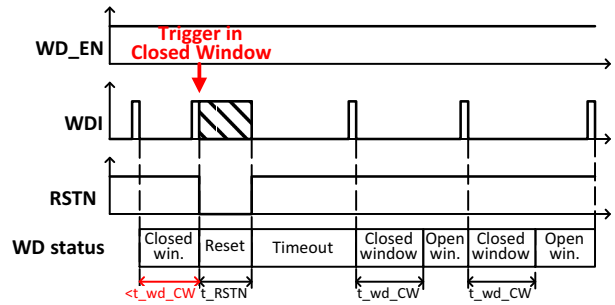 Trigger in
Closed Window
WD_EN
WDI
RSTN
WD status
Closed win.
Reset
Timeout
Closed window
Open win.
Closed window
Open win.
<t_wd_CW
t_RSTN
t_wd_CW
t_wd_CW